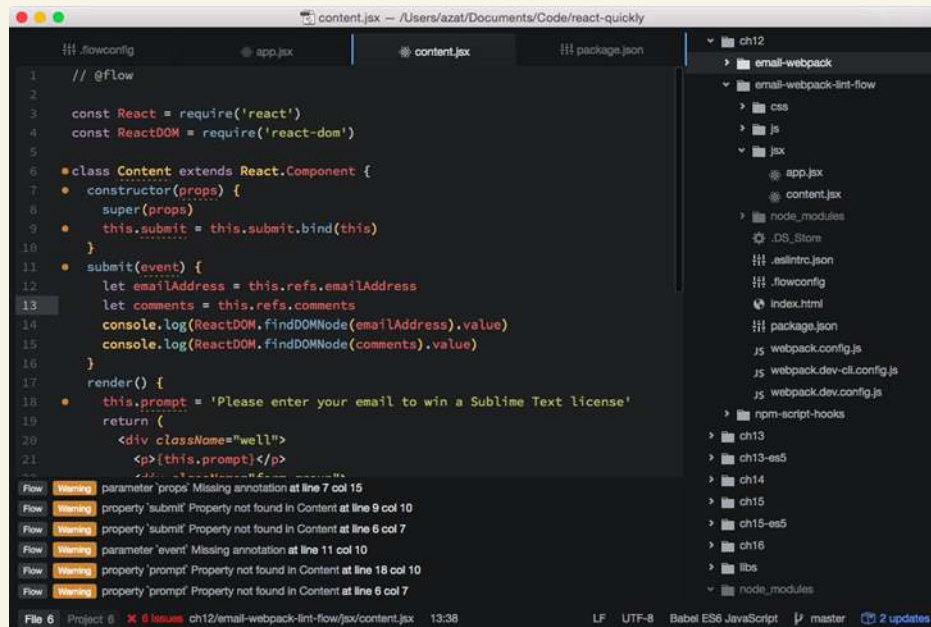 content.jsx — /Users/azat/Documents/Code/react-quickly
.flowconfig
app.jsx
content.jsx
package.json
1 // @flow
2
3 const React = require('react')
4 const ReactDOM = require('react-dom')
5
6 class Content extends React.Component {
7 constructor(props) {
8 super(props)
9 this.submit = this.submit.bind(this)
10 }
11 submit(event) {
12 let emailAddress = this.refs.emailAddress
13 let comments = this.refs.comments
14 console.log(ReactDOM.findDOMNode(emailAddress).value)
15 console.log(ReactDOM.findDOMNode(comments).value)
16 }
17 render() {
18 this.prompt = 'Please enter your email to win a Sublime Text license'
19 return (
20 <div className="well">
21 <p>{this.prompt}</p>
Flow Warning parameter `props` Missing annotation at line 7 col 15
Flow Warning property `submit` Property not found in Content at line 9 col 10
Flow Warning property `submit` Property not found in Content at line 6 col 7
Flow Warning parameter `event` Missing annotation at line 11 col 10
Flow Warning property `prompt` Property not found in Content at line 18 col 10
Flow Warning property `prompt` Property not found in Content at line 6 col 7
ch12
email-webpack
email-webpack-lint-flow
css
js
jsx
app.jsx
content.jsx
node_modules
.DS_Store
.eslintrc.json
.flowconfig
index.html
package.json
JS webpack.config.js
JS webpack.dev-cli.config.js
JS webpack.dev.config.js
npm-script-hooks
ch13
ch13-es5
ch14
ch15
ch15-es5
ch16
libs
node_modules
File 6 Project 6 6 Issues ch12/email-webpack-lint-flow/jsx/content.jsx 13:38 LF UTF-8 Babel ES6 JavaScript master 2 updates